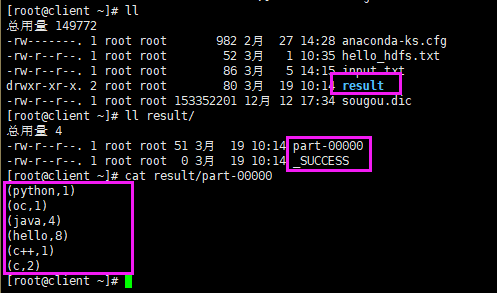 [root@client ~]# ll
总用量 149772
-rw-------. 1 root root       982 2月  27 14:28 anaconda-ks.cfg
-rw-r--r--. 1 root root        52 3月   1 10:35 hello_hdfs.txt
-rw-r--r--. 1 root root        86 3月   5 14:15 input.txt
drwxr-xr-x. 2 root root        80 3月  19 10:14 result
-rw-r--r--. 1 root root 153352201 12月 12 17:34 sougou.dic
[root@client ~]# ll result/
总用量 4
-rw-r--r-- 1 root root 51 3月  19 10:14 part-00000
-rw-r--r-- 1 root root  0 3月  19 10:14 _SUCCESS
[root@client ~]# cat result/part-00000
(python,1)
(oc,1)
(java,4)
(hello,8)
(c++,1)
(c,2)
[root@client ~]#